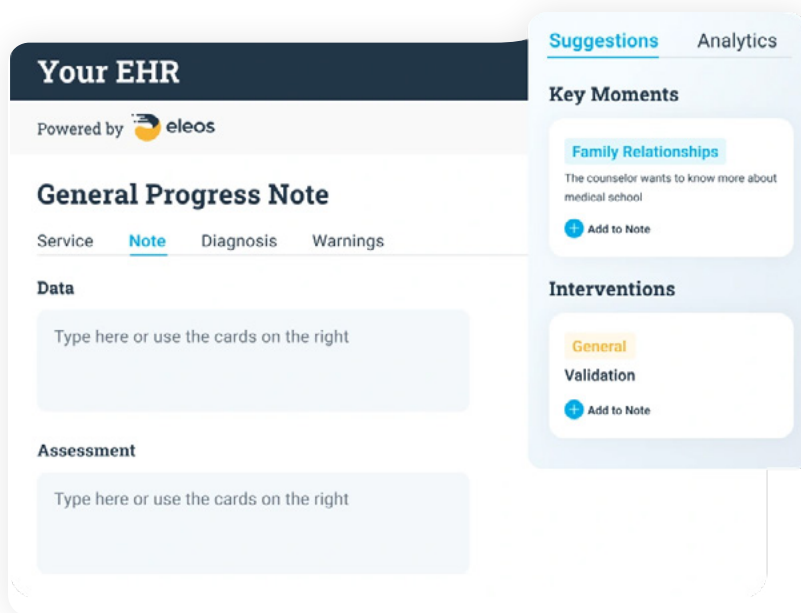 Your EHR
Powered by eleos
General Progress Note
Service Note Diagnosis Warnings
Data
Type here or use the cards on the right
Assessment
Type here or use the cards on the right
Suggestions Analytics
Key Moments
Family Relationships
The counselor wants to know more about
medical school
Add to Note
Interventions
General
Validation
Add to Note